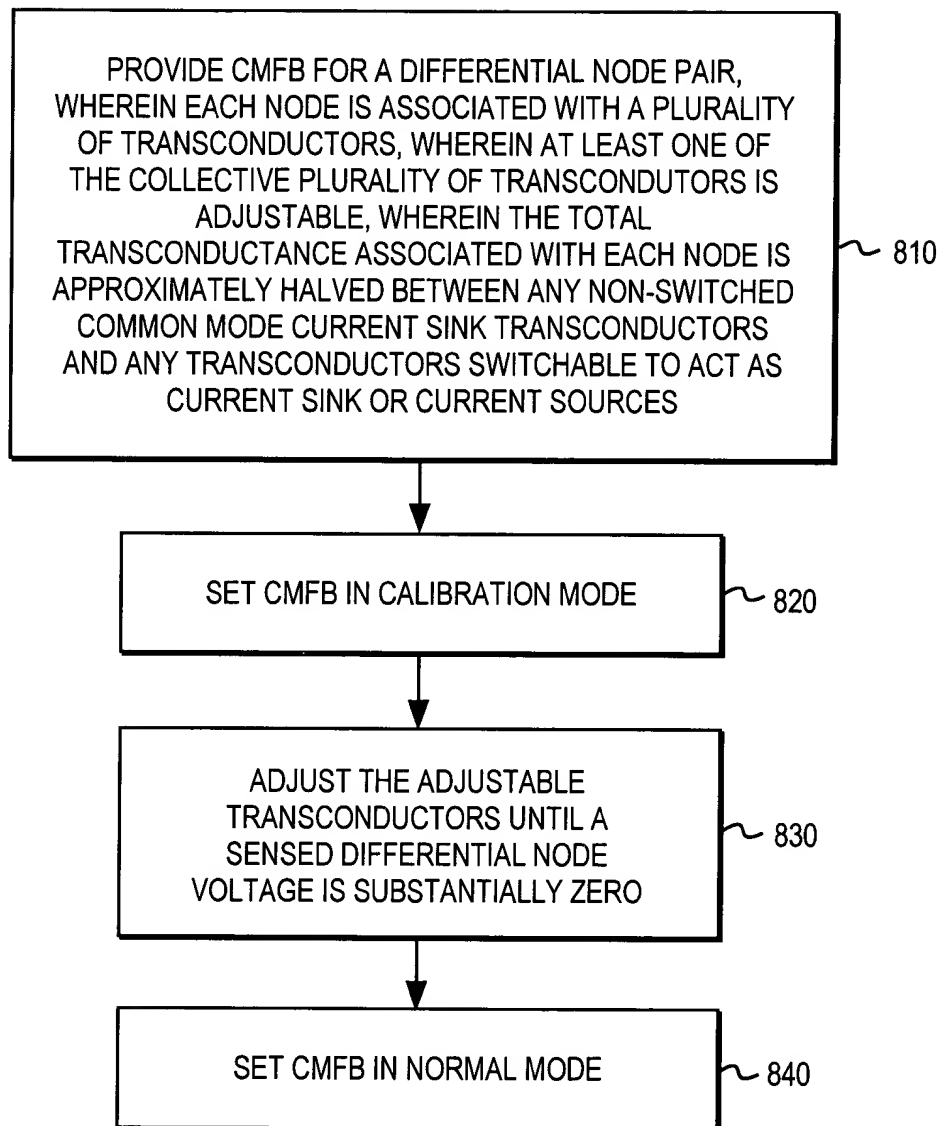 PROVIDE CMFB FOR A DIFFERENTIAL NODE PAIR,
WHEREIN EACH NODE IS ASSOCIATED WITH A PLURALITY
OF TRANSCONDUCTORS, WHEREIN AT LEAST ONE OF
THE COLLECTIVE PLURALITY OF TRANSCONDUTORS IS
ADJUSTABLE, WHEREIN THE TOTAL
TRANSCONDUCTANCE ASSOCIATED WITH EACH NODE IS
APPROXIMATELY HALVED BETWEEN ANY NON-SWITCHED
COMMON MODE CURRENT SINK TRANSCONDUCTORS
AND ANY TRANSCONDUCTORS SWITCHABLE TO ACT AS
CURRENT SINK OR CURRENT SOURCES
810
SET CMFB IN CALIBRATION MODE
820
ADJUST THE ADJUSTABLE
TRANSCONDUCTORS UNTIL A
SENSED DIFFERENTIAL NODE
VOLTAGE IS SUBSTANTIALLY ZERO
830
SET CMFB IN NORMAL MODE
840